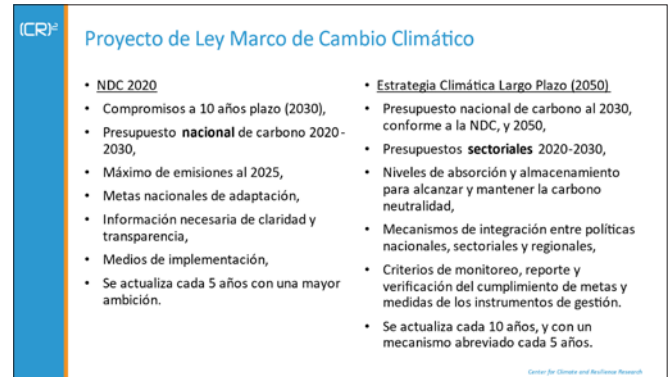 (CR)²
Proyecto de Ley Marco de Cambio Climático
• NDC 2020
• Compromisos a 10 años plazo (2030),
• Presupuesto nacional de carbono 2020-
2030,
• Máximo de emisiones al 2025,
• Metas nacionales de adaptación,
• Información necesaria de claridad y
transparencia,
• Medios de implementación,
• Se actualiza cada 5 años con una mayor
ambición.
• Estrategia Climática Largo Plazo (2050)
• Presupuesto nacional de carbono al 2030,
conforme a la NDC, y 2050,
• Presupuestos sectoriales 2020-2030,
• Niveles de absorción y almacenamiento
para alcanzar y mantener la carbono
neutralidad,
• Mecanismos de integración entre políticas
nacionales, sectoriales y regionales,
• Criterios de monitoreo, reporte y
verificación del cumplimiento de metas y
medidas de los instrumentos de gestión.
• Se actualiza cada 10 años, y con un
mecanismo abreviado cada 5 años.
Center for Climate and Resilience Research